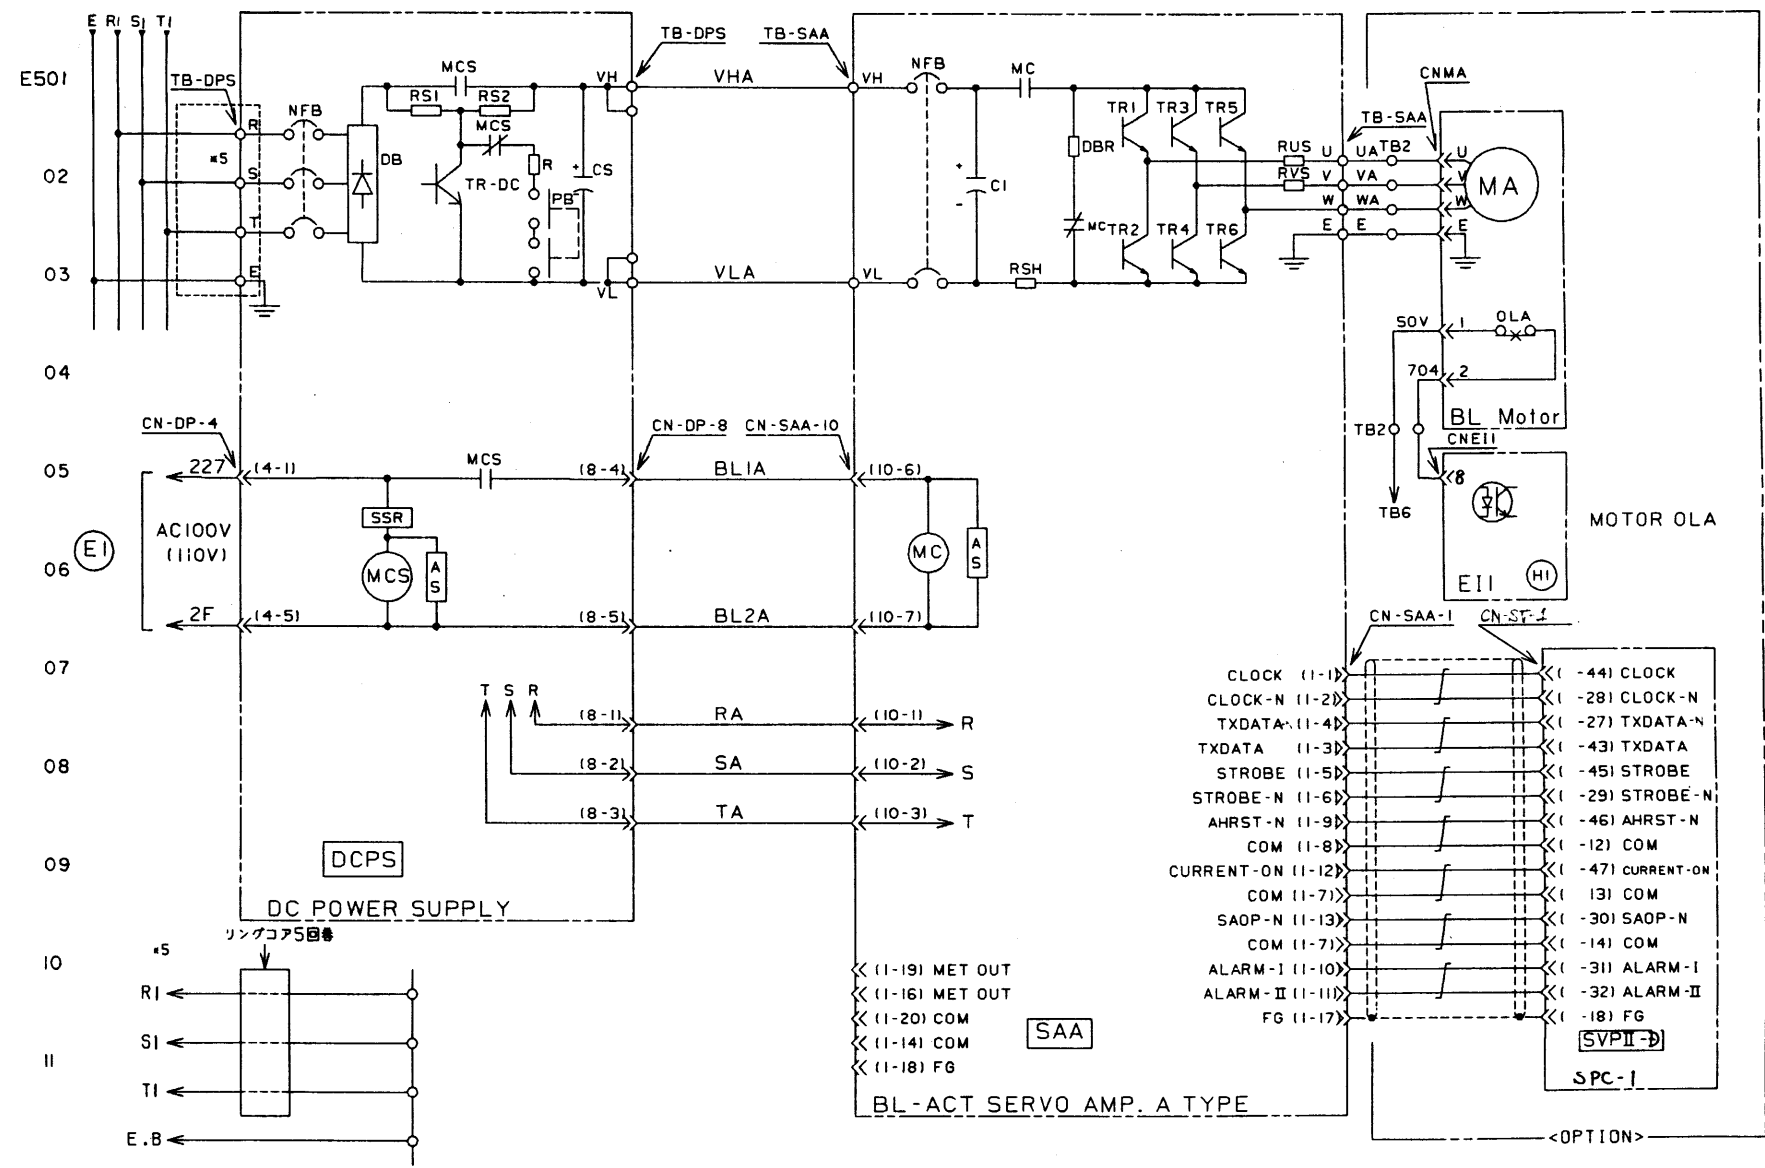 E R1 S1 T1
E501
TB-DPS
TB-DPS
TB-SAA
NFB
R
*5
S
T
E
DB
MCS
RS1 RS2
MCS
TR-DC
R
PB
CS
+
VH
VL
VHA
VLA
VH
VL
NFB
MC
+
C1
-
RSH
DBR
MC
TR1 TR3 TR5
TR2 TR4 TR6
RUS
RVS
TB-SAA
CNMA
U UA TB2 U
V VA V
W WA W
E E E
MA
02
03
04
50V 1 OLA
704 2
BL Motor
TB2
CNEI1
8
TB6
EI1
H1
MOTOR OLA
CN-DP-4
CN-DP-8
CN-SAA-10
05
227 (4-1)
MCS
(8-4) BL1A (10-6)
E1
AC100V
(110V)
SSR
MCS
AS
MC
AS
06
2F (4-5)
(8-5) BL2A (10-7)
07
T S R
(8-1) RA (10-1) R
08
(8-2) SA (10-2) S
(8-3) TA (10-3) T
09
DCPS
DC POWER SUPPLY
CN-SAA-1
CN-ST-1
CLOCK (1-1) ( -44) CLOCK
CLOCK-N (1-2) ( -28) CLOCK-N
TXDATA-N (1-4) ( -27) TXDATA-N
TXDATA (1-3) ( -43) TXDATA
STROBE (1-5) ( -45) STROBE
STROBE-N (1-6) ( -29) STROBE-N
AHRST-N (1-9) ( -46) AHRST-N
COM (1-8) ( -12) COM
CURRENT-ON (1-12) ( -47) CURRENT-ON
COM (1-7) ( 13) COM
SAOP-N (1-13) ( -30) SAOP-N
COM (1-7) ( -14) COM
ALARM-I (1-10) ( -31) ALARM-I
ALARM-II (1-11) ( -32) ALARM-II
FG (1-17) ( -18) FG
SVPII-D
SPC-1
(1-19) MET OUT
(1-16) MET OUT
(1-20) COM
(1-14) COM
(1-18) FG
SAA
BL-ACT SERVO AMP. A TYPE
<OPTION>
リングコア5回巻
10
*5
R1
S1
11
T1
E.B